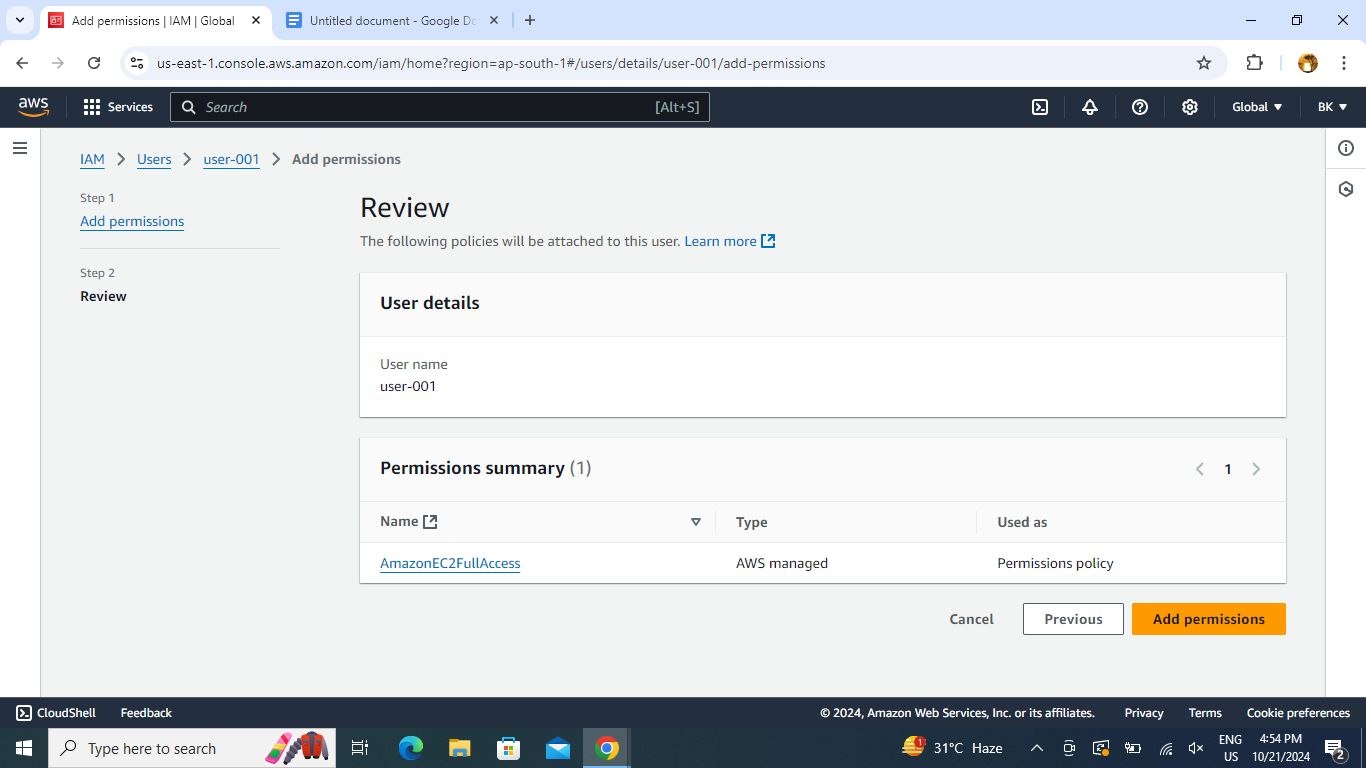 Add permissions | IAM | Global
Untitled document - Google Do
us-east-1.console.aws.amazon.com/iam/home?region=ap-south-1#/users/details/user-001/add-permissions
aws
Services
Search
[Alt+S]
Global
BK
IAM
Users
user-001
Add permissions
Step 1
Add permissions
Step 2
Review
Review
The following policies will be attached to this user. Learn more
User details
User name
user-001
Permissions summary (1)
1
Name
Type
Used as
AmazonEC2FullAccess
AWS managed
Permissions policy
Cancel
Previous
Add permissions
CloudShell
Feedback
© 2024, Amazon Web Services, Inc. or its affiliates.
Privacy
Terms
Cookie preferences
Type here to search
1
31°C Haze
ENG
US
4:54 PM
10/21/2024
2